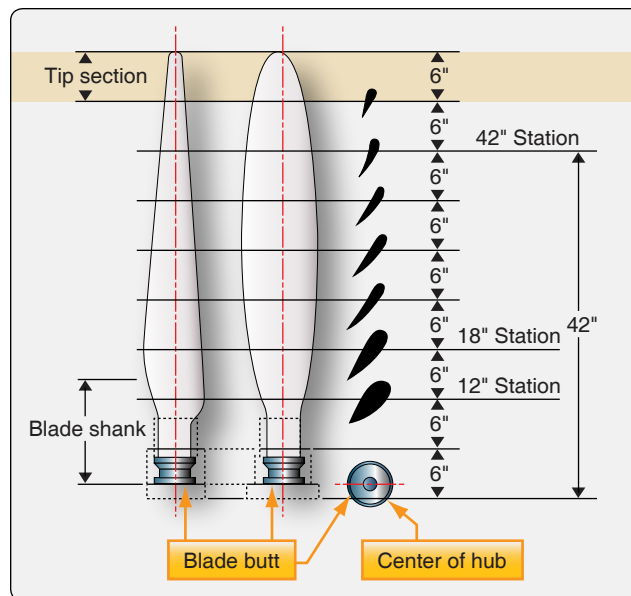 Tip section
6"
6"
42" Station
6"
6"
6"
6"
18" Station
42"
6"
12" Station
Blade shank
6"
6"
Blade butt
Center of hub